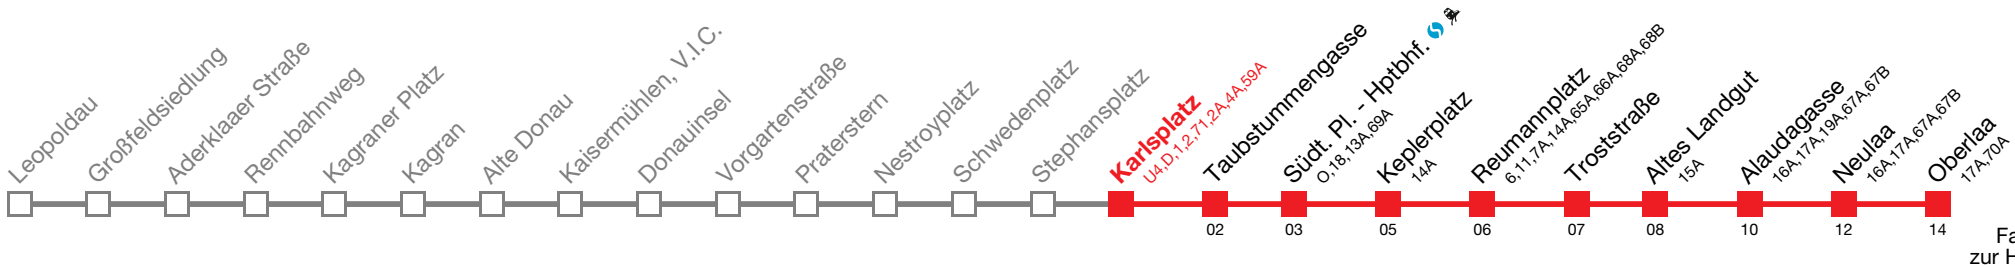 Leopoldau
Großfeldsiedlung
Aderklaaer Straße
Rennbahnweg
Kagraner Platz
Kagran
Alte Donau
Kaisermühlen, V.I.C.
Donauinsel
Vorgartenstraße
Praterstern
Nestroyplatz
Schwedenplatz
Stephansplatz
Karlsplatz
U4,D,1,2,71,2A,4A,59A
Taubstummengasse
02
Südt. Pl. - Hptbhf.
O,18,13A,69A
03
Keplerplatz
14A
05
Reumannplatz
6,11,7A,14A,65A,66A,68A,68B
06
Troststraße
07
Altes Landgut
15A
08
Alaudagasse
16A,17A,19A,67A,67B
10
Neulaa
16A,17A,67A,67B
12
Oberlaa
17A,70A
14
Fa
zur H